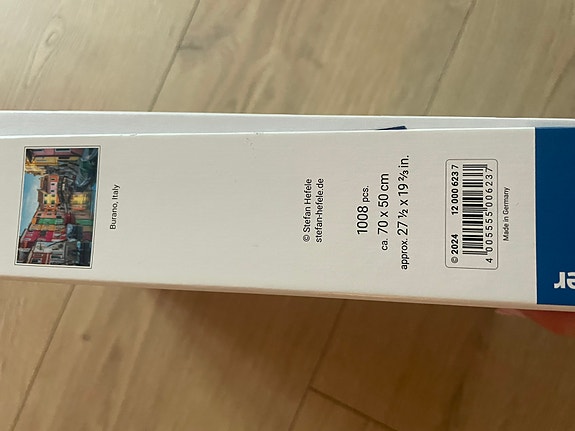 Burano, Italy
© Stefan Hefele
stefan-hefele.de
1008 pcs.
ca. 70 x 50 cm
approx. 27 ½ x 19 ⅔ in.
© 2024 12 000 623 7
4 005555 006237
Made in Germany
er